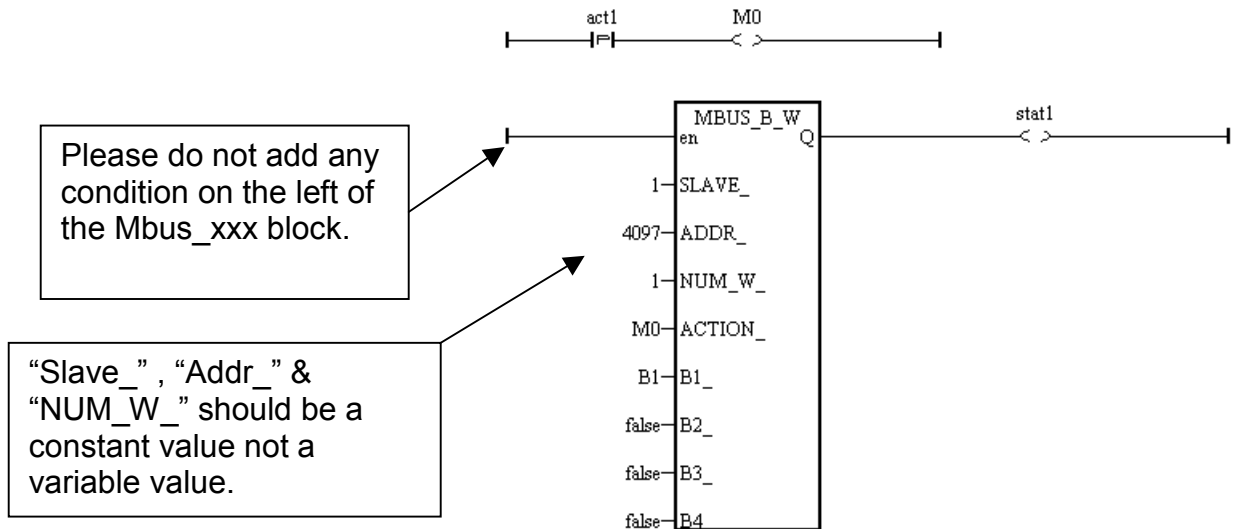 act1 M0
P
MBUS_B_W
en Q
stat1
Please do not add any
condition on the left of
the Mbus_xxx block.
1 SLAVE_
4097 ADDR_
1 NUM_W_
M0 ACTION_
B1 B1_
false B2_
false B3_
false B4
“Slave_” , “Addr_” &
“NUM_W_” should be a
constant value not a
variable value.